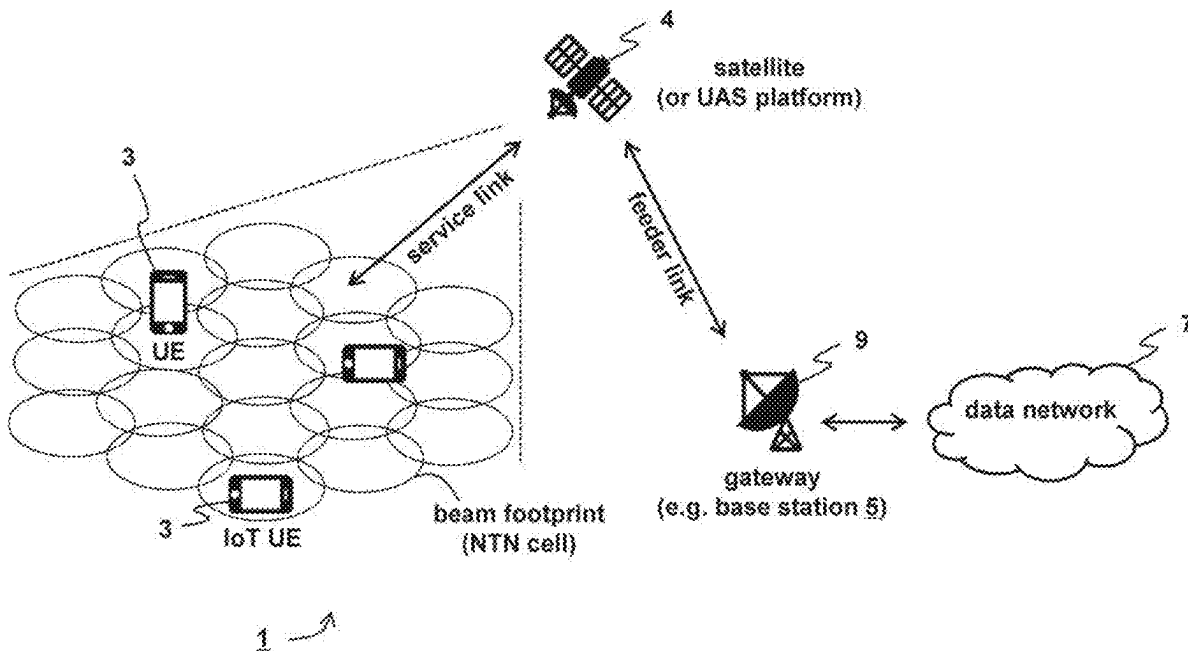 4
satellite
(or UAS platform)
3
service link
feeder link
UE
9
7
data network
gateway
(e.g. base station 5)
beam footprint
(NTN cell)
3
IoT UE
1